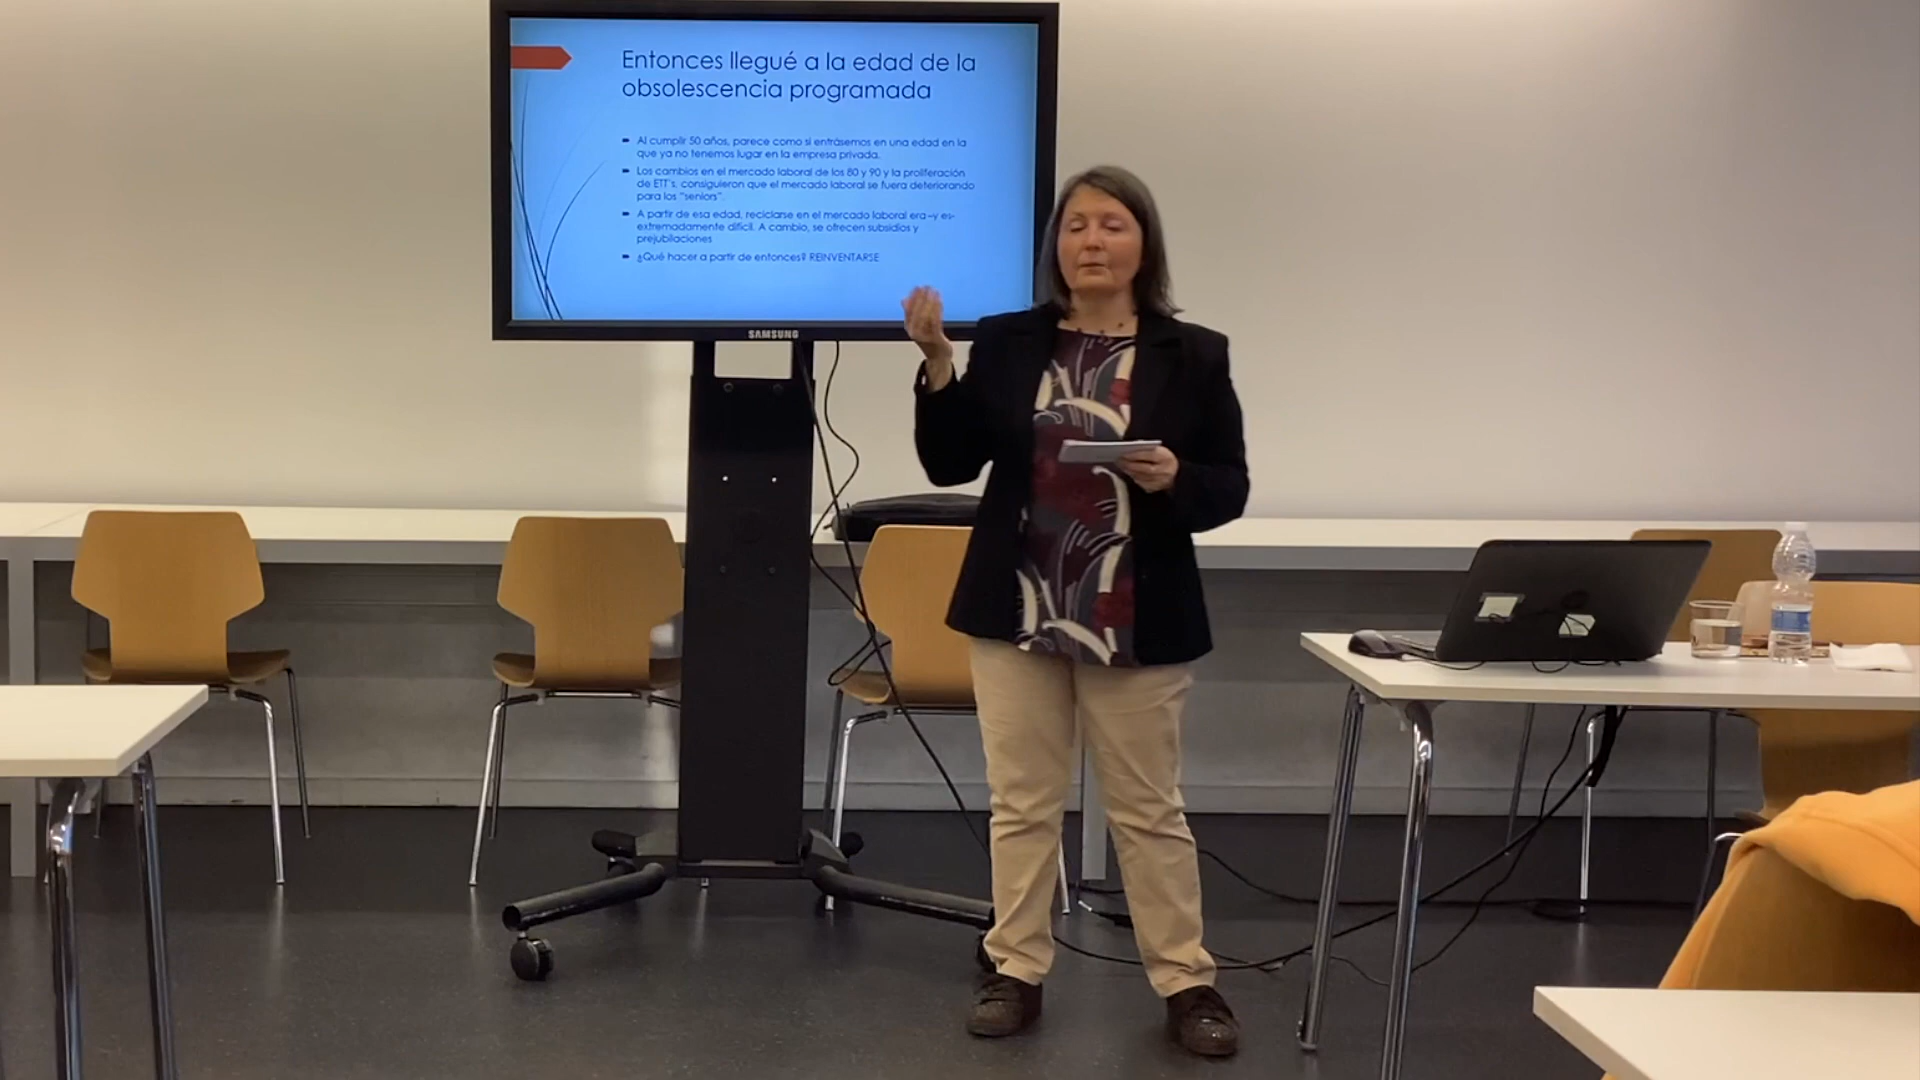 Entonces llegué a la edad de la
obsolescencia programada
Al cumplir 50 años, parece como si entrásemos en una edad en la
que ya no tenemos lugar en la empresa privada.
Los cambios en el mercado laboral de los 80 y 90 y la proliferación
de ETT's, consiguieron que el mercado laboral se fuera deteriorando
para los "seniors".
A partir de esa edad, reciclarse en el mercado laboral era –y es-
extremadamente difícil. A cambio, se ofrecen subsidios y
prejubilaciones
¿Qué hacer a partir de entonces? REINVENTARSE
SAMSUNG